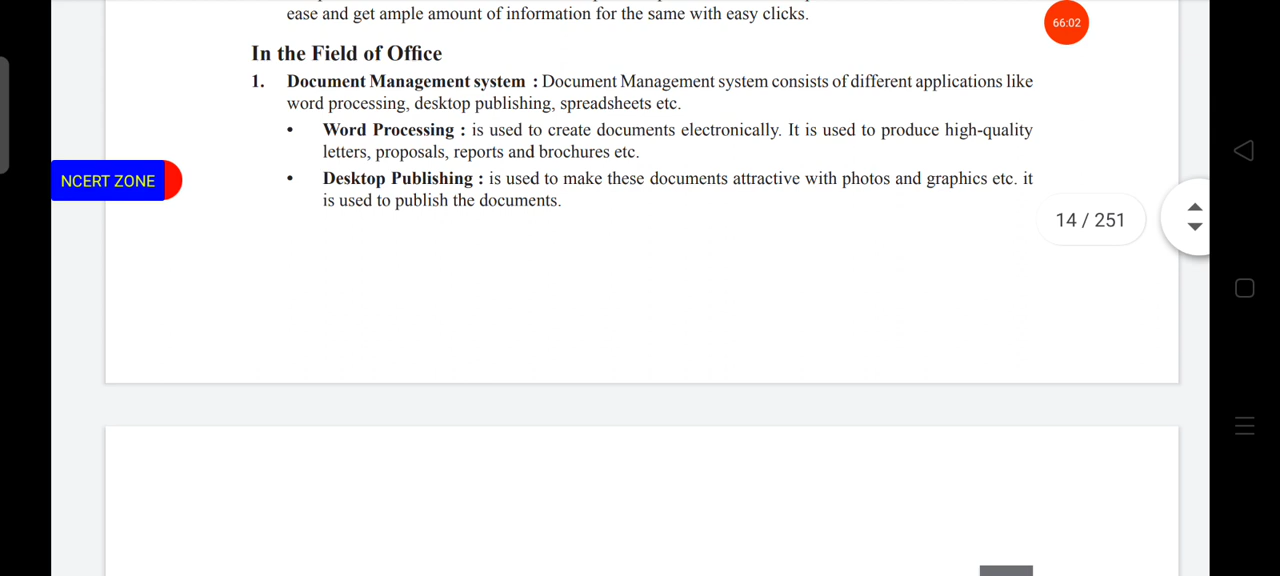 ease and get ample amount of information for the same with easy clicks.
66:02
In the Field of Office
1. Document Management system : Document Management system consists of different applications like
word processing, desktop publishing, spreadsheets etc.
• Word Processing : is used to create documents electronically. It is used to produce high-quality
letters, proposals, reports and brochures etc.
NCERT ZONE
• Desktop Publishing : is used to make these documents attractive with photos and graphics etc. it
is used to publish the documents.
14 / 251